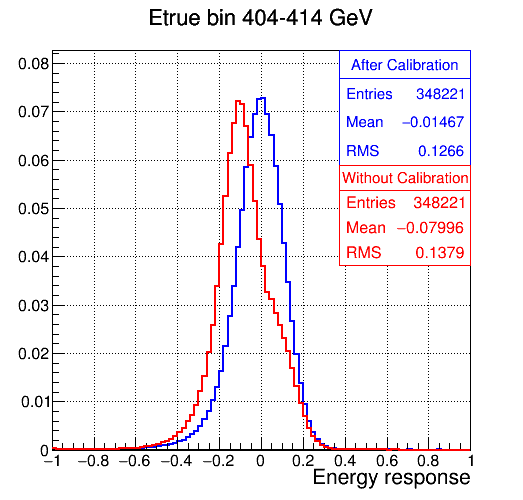 Etrue bin 404-414 GeV
After Calibration
Entries 348221
Mean −0.01467
RMS 0.1266
Without Calibration
Entries 348221
Mean −0.07996
RMS 0.1379
0.08
0.07
0.06
0.05
0.04
0.03
0.02
0.01
0
−1 −0.8 −0.6 −0.4 −0.2 0 0.2 0.4 0.6 0.8 1
Energy response